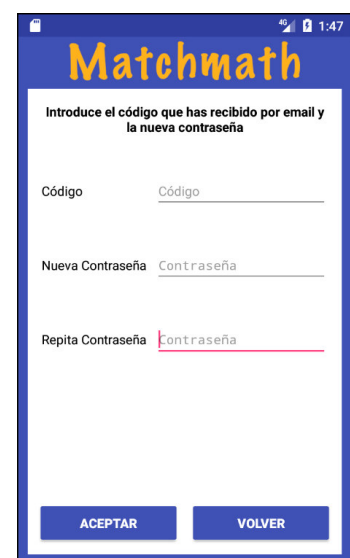 4G 1:47
Matchmath
Introduce el código que has recibido por email y
la nueva contraseña
Código Código
Nueva Contraseña Contraseña
Repita Contraseña Contraseña
ACEPTAR VOLVER